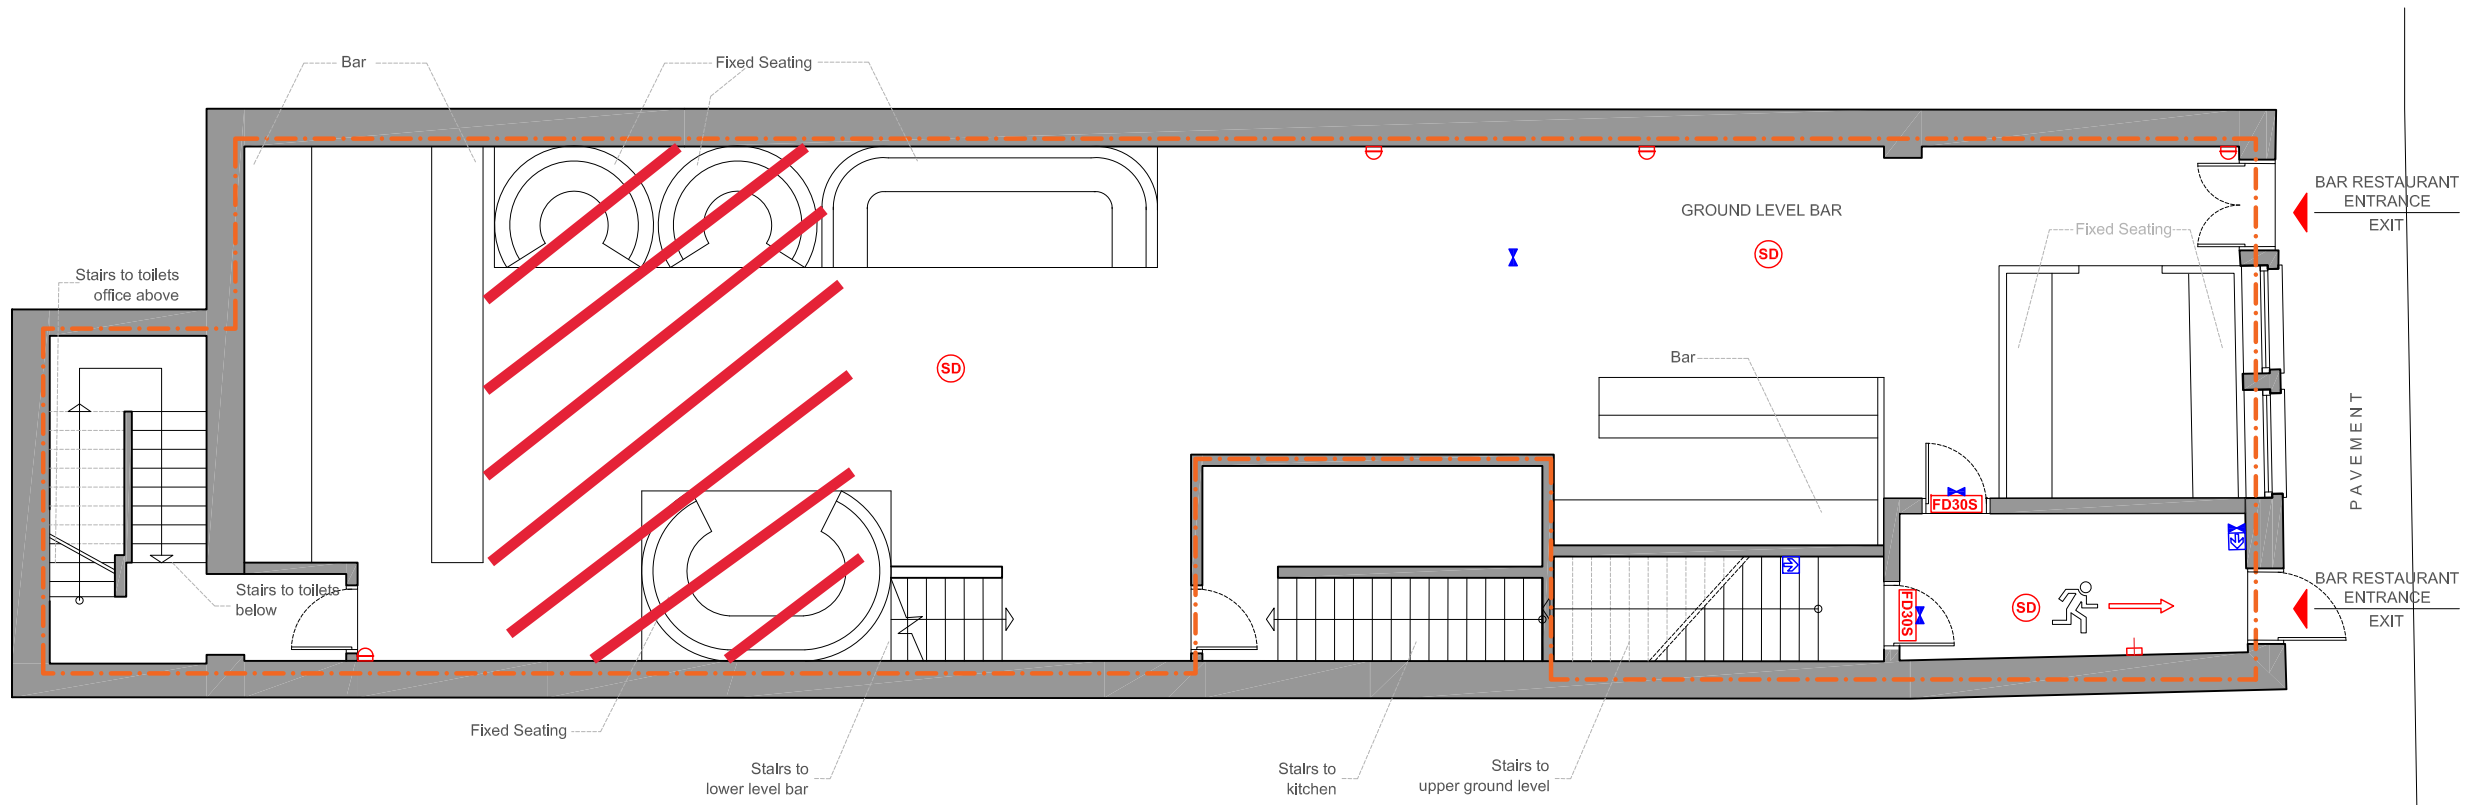 Bar
Fixed Seating
BAR RESTAURANT
ENTRANCE
EXIT
GROUND LEVEL BAR
Fixed Seating
SD
Stairs to toilets
office above
Bar
SD
PAVEMENT
FD30S
Stairs to toilets
below
FD30S
SD
BAR RESTAURANT
ENTRANCE
EXIT
Fixed Seating
Stairs to
lower level bar
Stairs to
kitchen
Stairs to
upper ground level